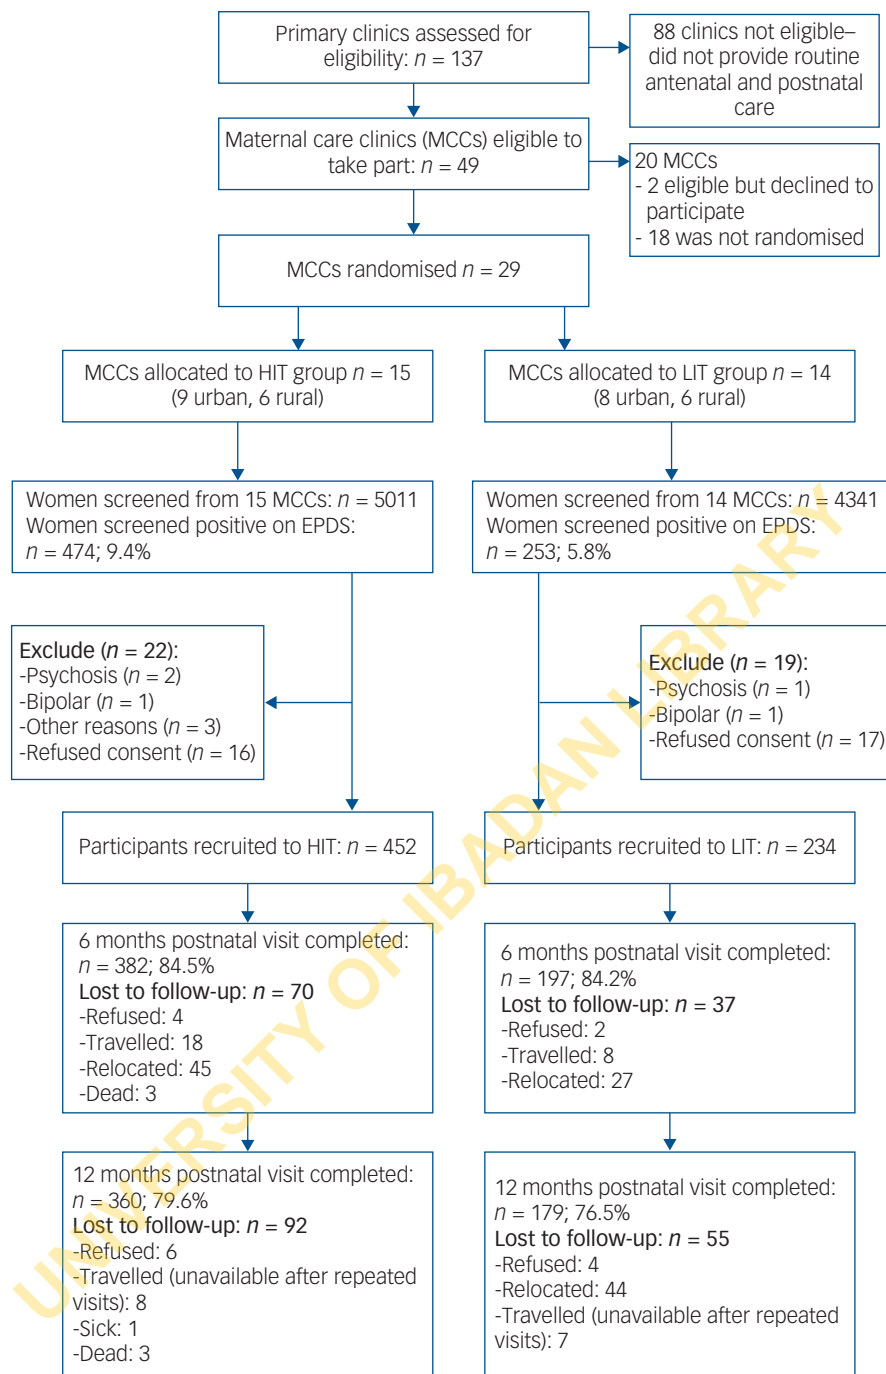 Primary clinics assessed for
eligibility: n = 137
88 clinics not eligible–
did not provide routine
antenatal and postnatal
care
Maternal care clinics (MCCs) eligible to
take part: n = 49
20 MCCs
- 2 eligible but declined to
participate
- 18 was not randomised
MCCs randomised n = 29
MCCs allocated to HIT group n = 15
(9 urban, 6 rural)
MCCs allocated to LIT group n = 14
(8 urban, 6 rural)
Women screened from 15 MCCs: n = 5011
Women screened positive on EPDS:
n = 474; 9.4%
Women screened from 14 MCCs: n = 4341
Women screened positive on EPDS:
n = 253; 5.8%
Exclude (n = 22):
-Psychosis (n = 2)
-Bipolar (n = 1)
-Other reasons (n = 3)
-Refused consent (n = 16)
Exclude (n = 19):
-Psychosis (n = 1)
-Bipolar (n = 1)
-Refused consent (n = 17)
Participants recruited to HIT: n = 452
Participants recruited to LIT: n = 234
6 months postnatal visit completed:
n = 382; 84.5%
Lost to follow-up: n = 70
-Refused: 4
-Travelled: 18
-Relocated: 45
-Dead: 3
6 months postnatal visit completed:
n = 197; 84.2%
Lost to follow-up: n = 37
-Refused: 2
-Travelled: 8
-Relocated: 27
12 months postnatal visit completed:
n = 360; 79.6%
Lost to follow-up: n = 92
-Refused: 6
-Travelled (unavailable after repeated
visits): 8
-Sick: 1
-Dead: 3
12 months postnatal visit completed:
n = 179; 76.5%
Lost to follow-up: n = 55
-Refused: 4
-Relocated: 44
-Travelled (unavailable after repeated
visits): 7
UNIVERSITY OF IBADAN LIBRARY